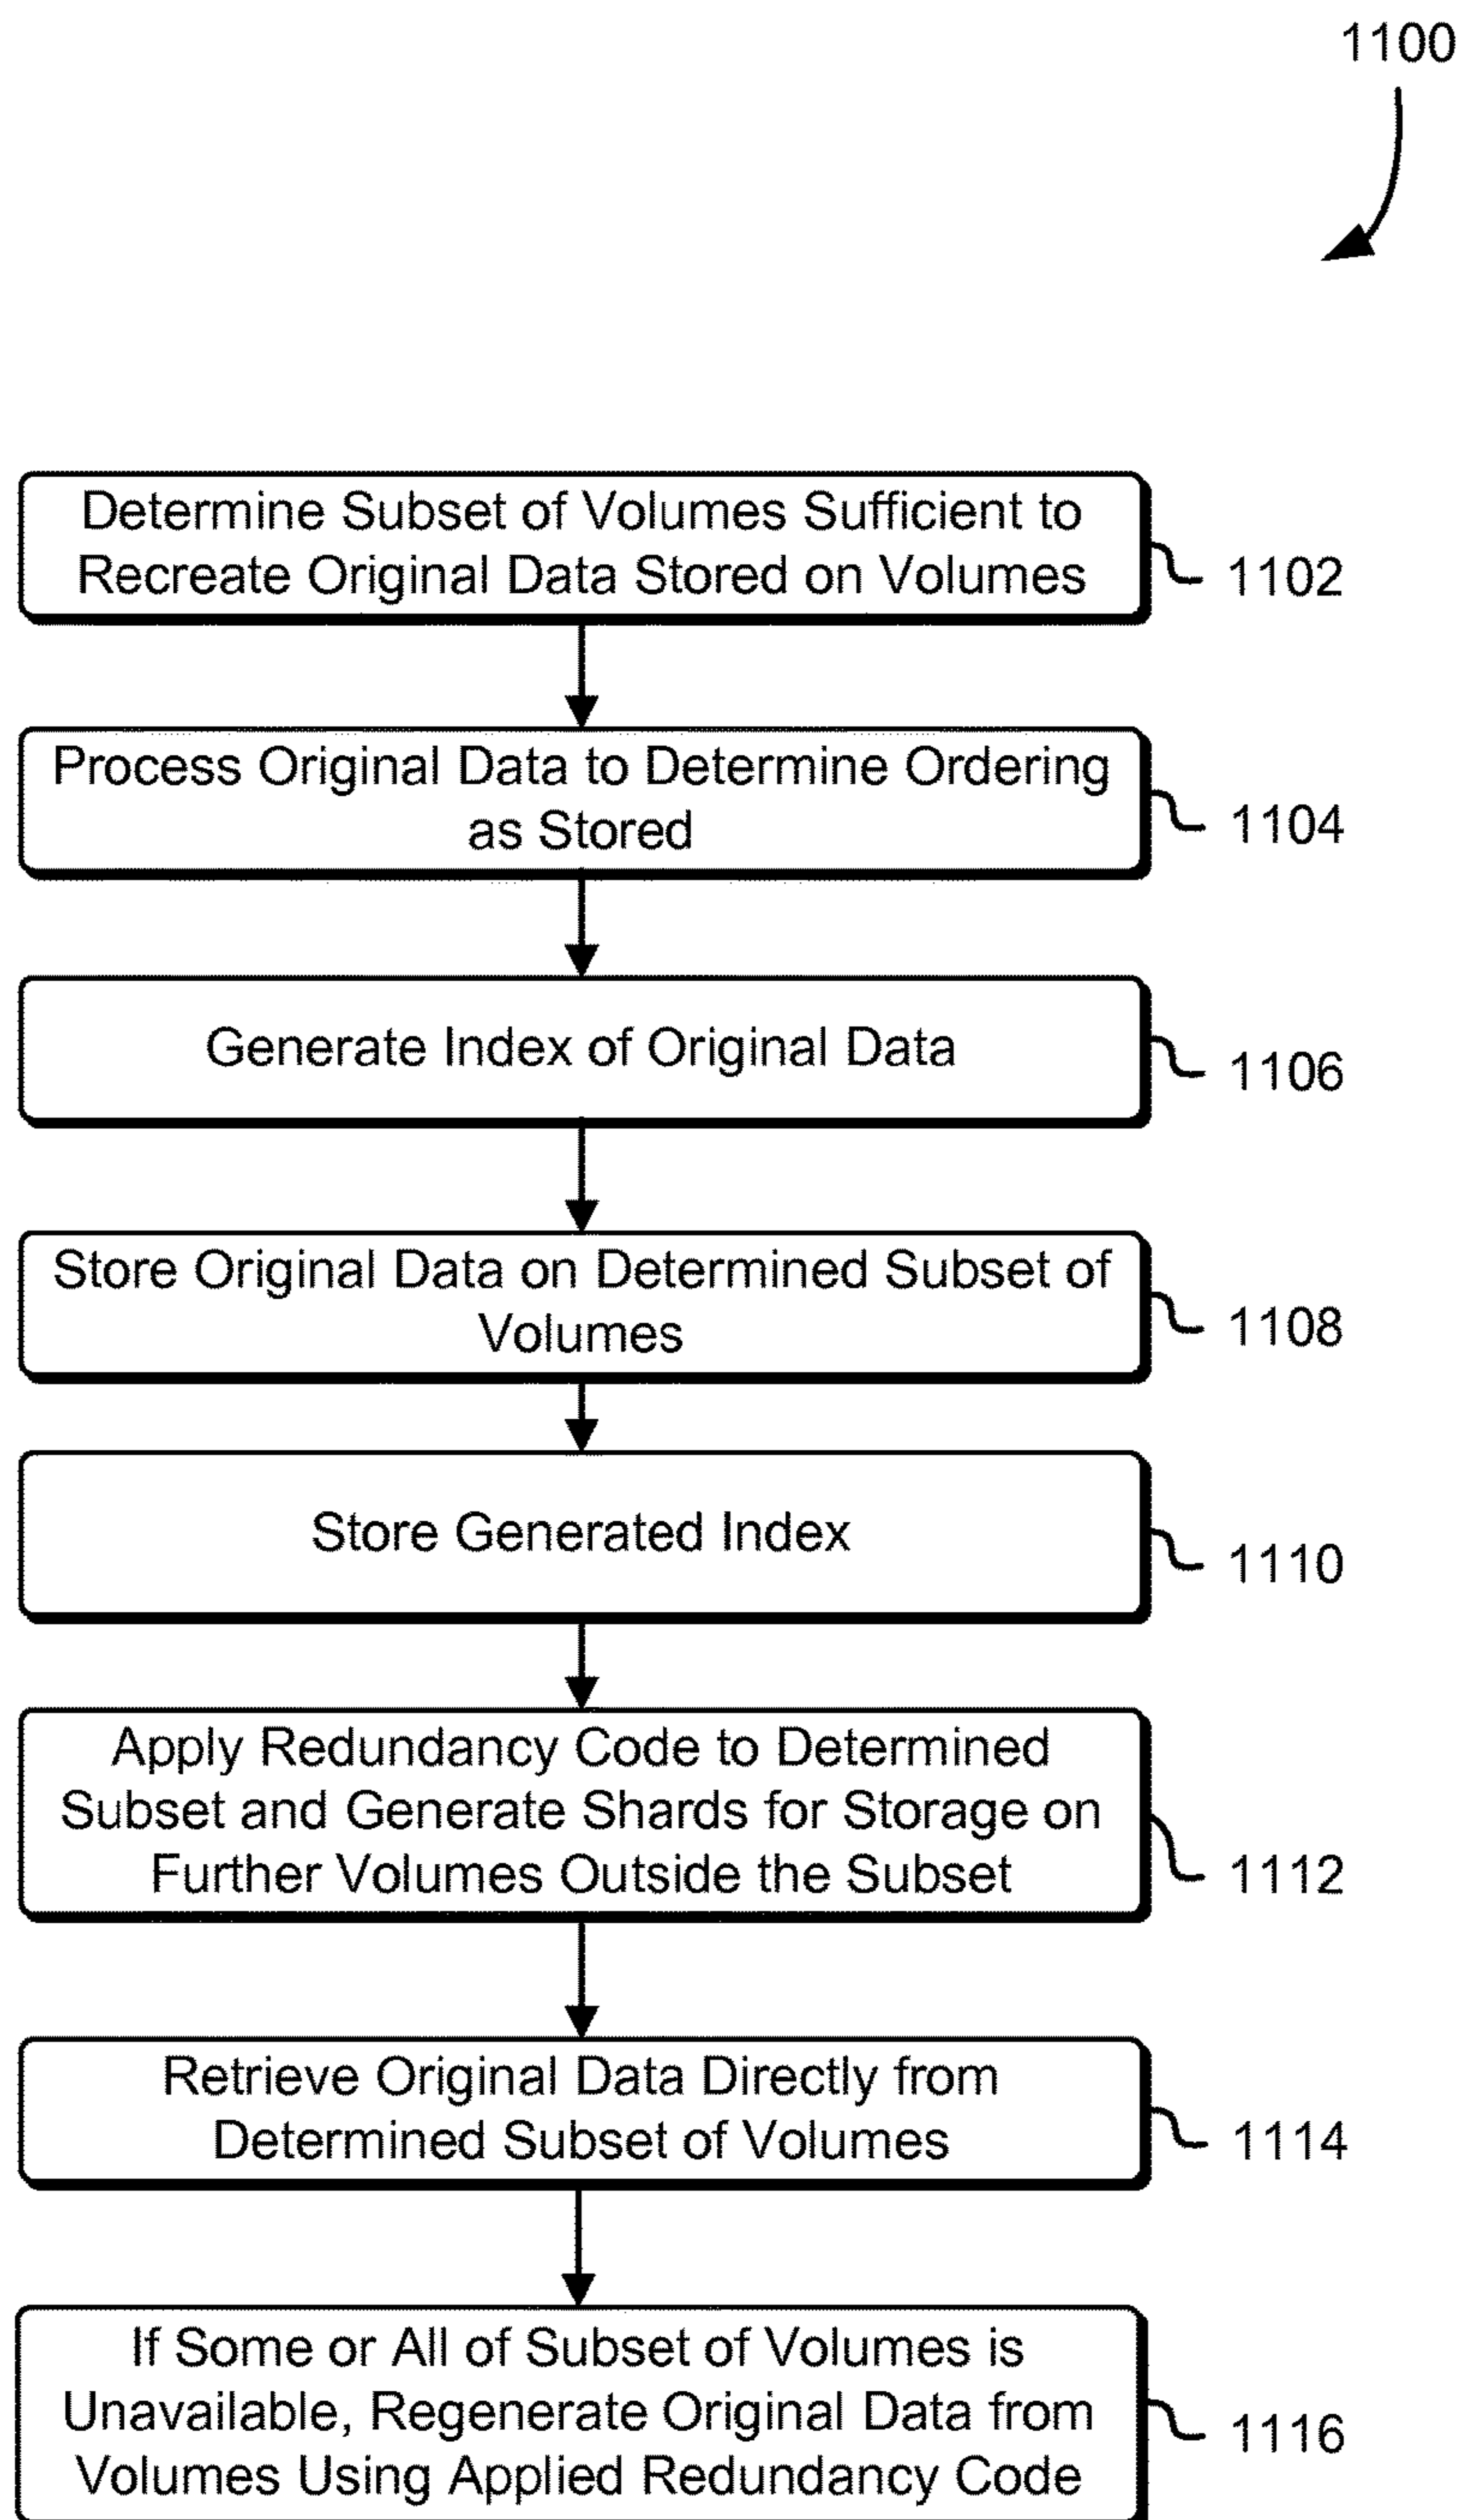 1100
Determine Subset of Volumes Sufficient to
Recreate Original Data Stored on Volumes
1102
Process Original Data to Determine Ordering
as Stored
1104
Generate Index of Original Data
1106
Store Original Data on Determined Subset of
Volumes
1108
Store Generated Index
1110
Apply Redundancy Code to Determined
Subset and Generate Shards for Storage on
Further Volumes Outside the Subset
1112
Retrieve Original Data Directly from
Determined Subset of Volumes
1114
If Some or All of Subset of Volumes is
Unavailable, Regenerate Original Data from
Volumes Using Applied Redundancy Code
1116